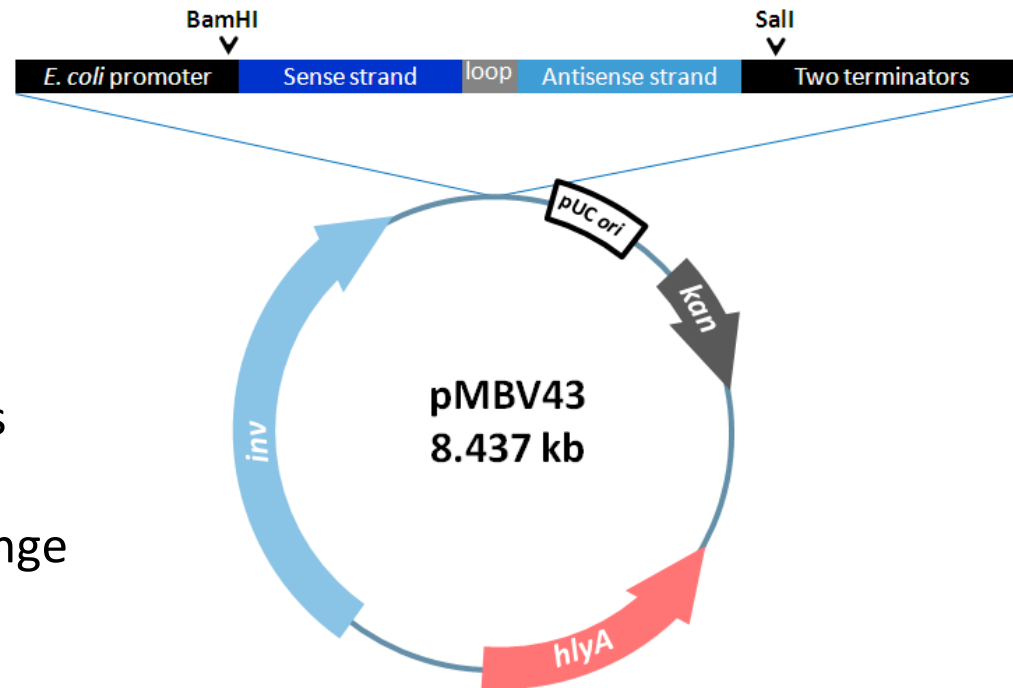 BamHI
SalI
E. coli promoter
Sense strand
loop
Antisense strand
Two terminators
pUC ori
kan
pMBV43
8.437 kb
s
inv
nge
hlyA